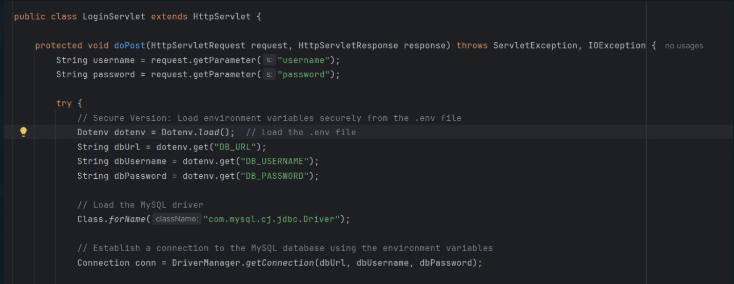 public class LoginServlet extends HttpServlet {
protected void doPost(HttpServletRequest request, HttpServletResponse response) throws ServletException, IOException { no usages
String username = request.getParameter( s: "username");
String password = request.getParameter( s: "password");
try {
// Secure Version: Load environment variables securely from the .env file
Dotenv dotenv = Dotenv.load(); // Load the .env file
String dbUrl = dotenv.get("DB_URL");
String dbUsername = dotenv.get("DB_USERNAME");
String dbPassword = dotenv.get("DB_PASSWORD");
// Load the MySQL driver
Class.forName( className: "com.mysql.cj.jdbc.Driver");
// Establish a connection to the MySQL database using the environment variables
Connection conn = DriverManager.getConnection(dbUrl, dbUsername, dbPassword);